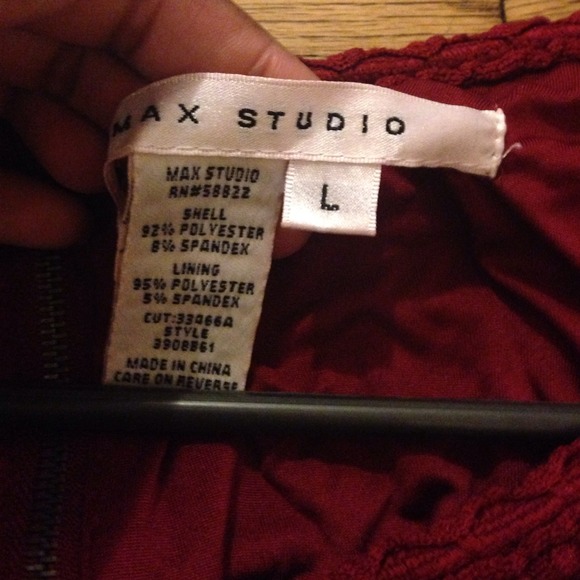 MAX STUDIO
L
MAX STUDIO
RN#58822
SHELL
92% POLYESTER
8% SPANDEX
LINING
95% POLYESTER
5% SPANDEX
CUT:33466A
STYLE
3908B61
MADE IN CHINA
CARE ON REVERSE